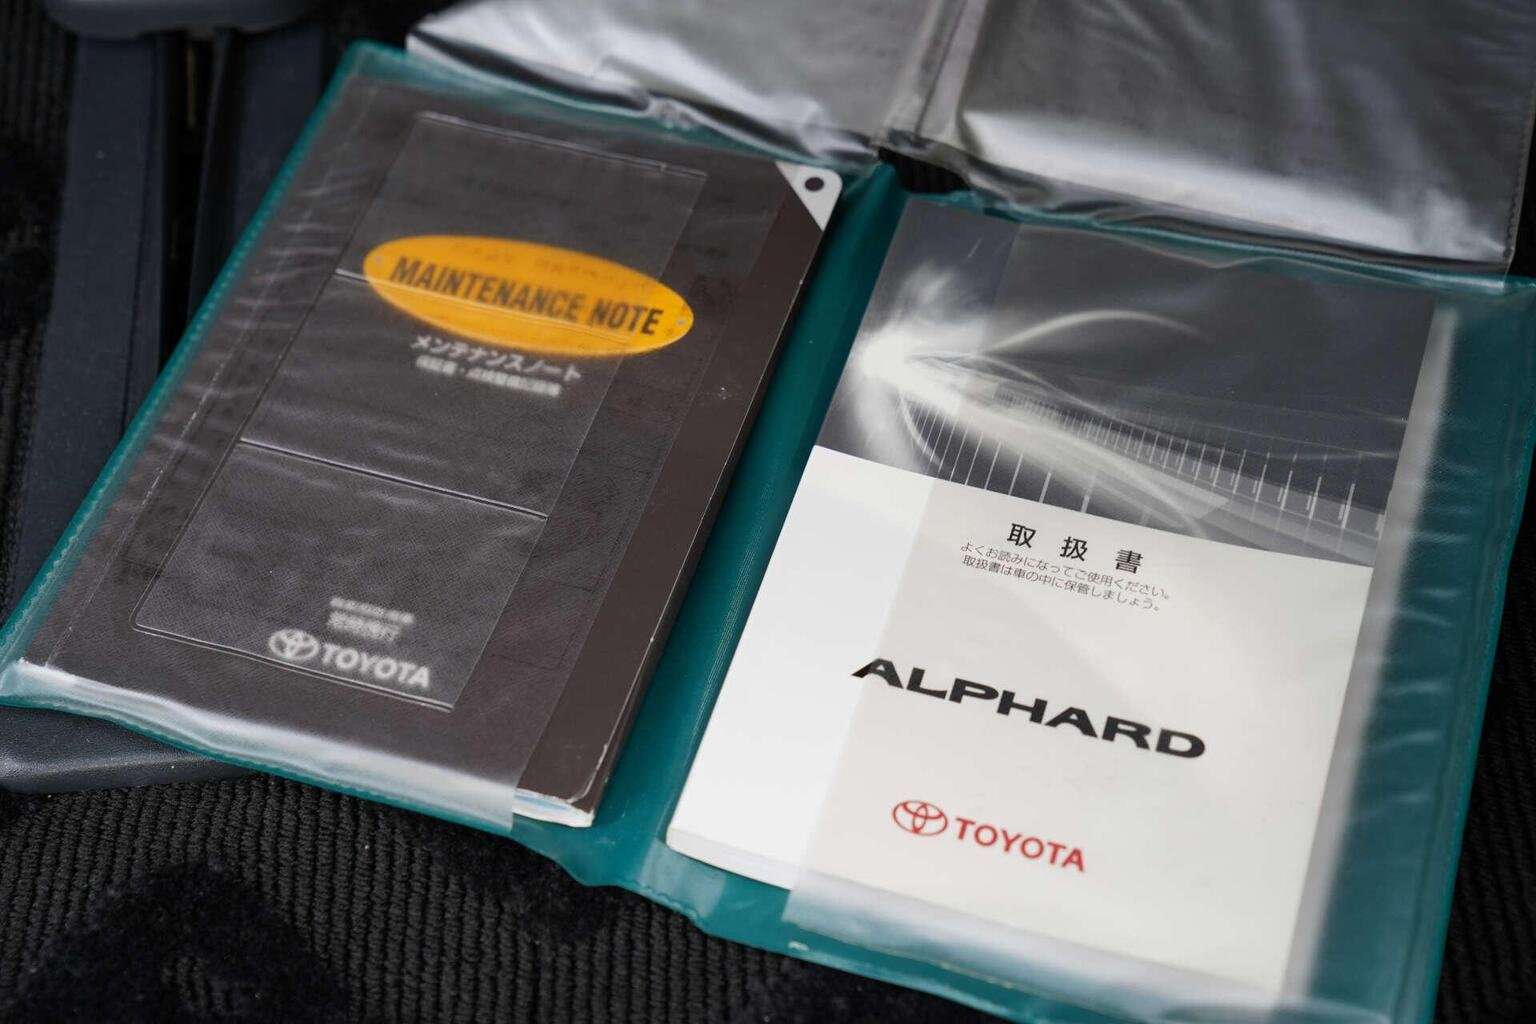 MAINTENANCE NOTE
メンテナンスノート
TOYOTA
取扱書
よくお読みになってご使用ください。
取扱書は車の中に保管しましょう。
ALPHARD
TOYOTA